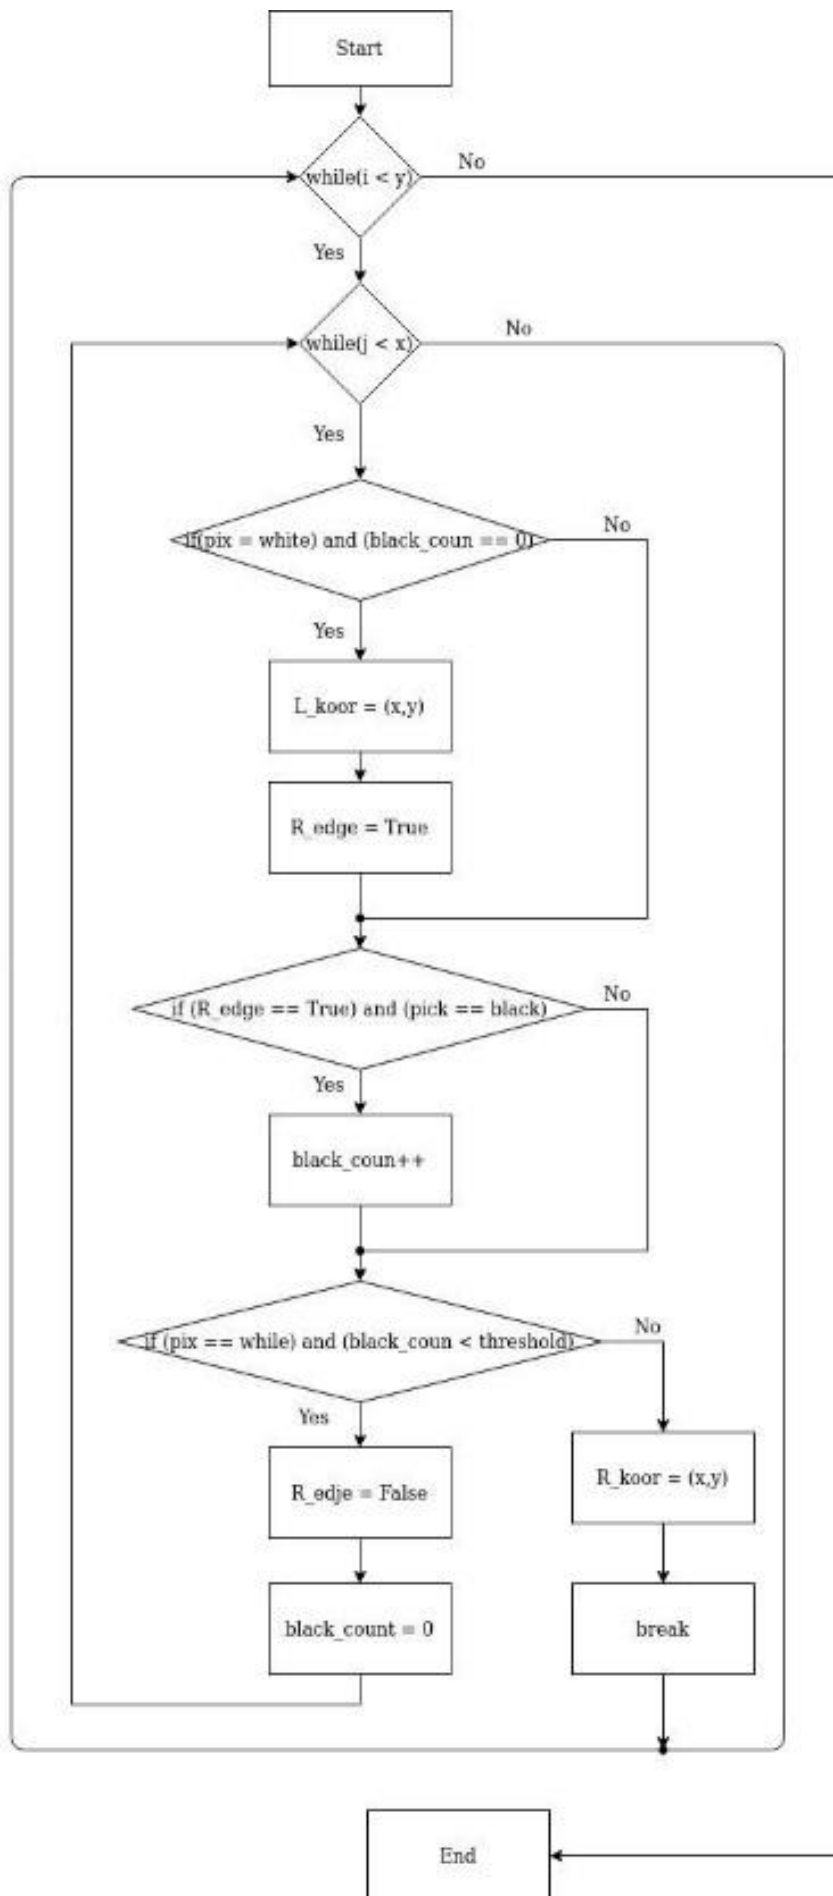 Start
while(i < y)
No
Yes
while(j < x)
No
Yes
if(pix = white) and (black_coun == 0)
No
Yes
L_koor = (x,y)
R_edge = True
if (R_edge == True) and (pick == black)
No
Yes
black_coun++
if (pix == while) and (black_coun < threshold)
No
Yes
R_edje = False
R_koor = (x,y)
black_count = 0
break
End